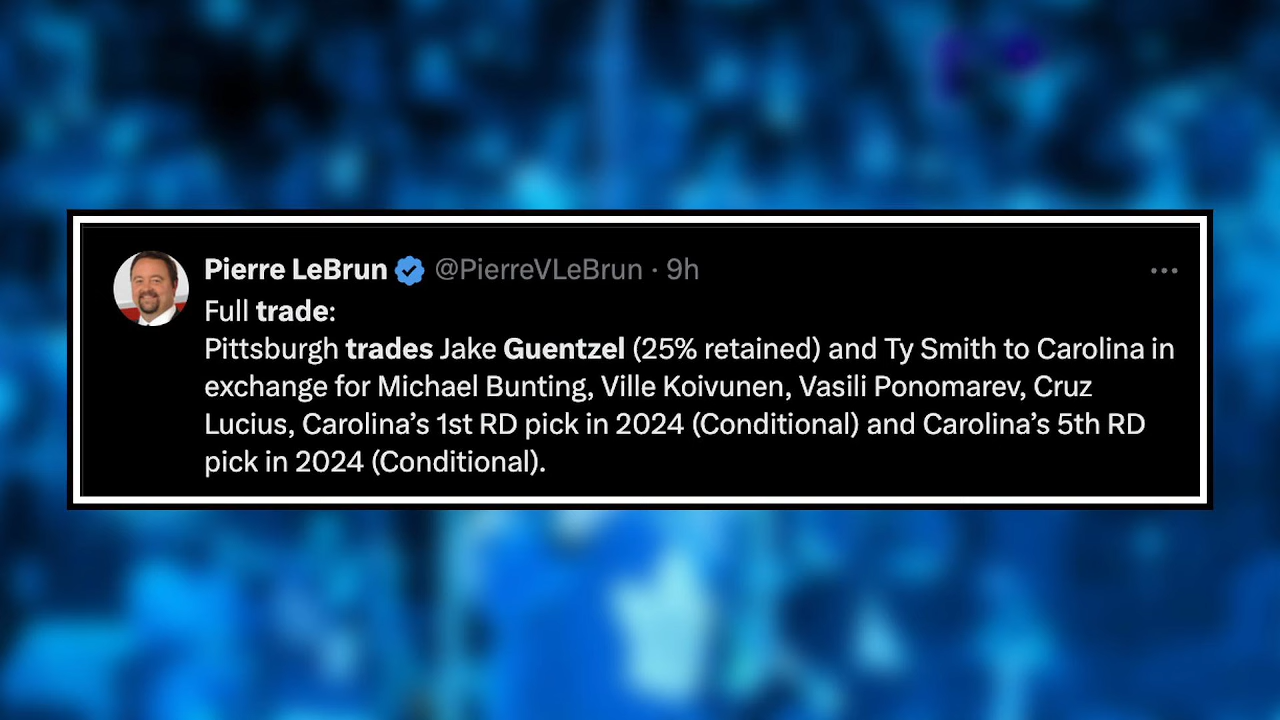 Pierre LeBrun @PierreVLeBrun · 9h
Full trade:
Pittsburgh trades Jake Guentzel (25% retained) and Ty Smith to Carolina in
exchange for Michael Bunting, Ville Koivunen, Vasili Ponomarev, Cruz
Lucius, Carolina’s 1st RD pick in 2024 (Conditional) and Carolina’s 5th RD
pick in 2024 (Conditional).